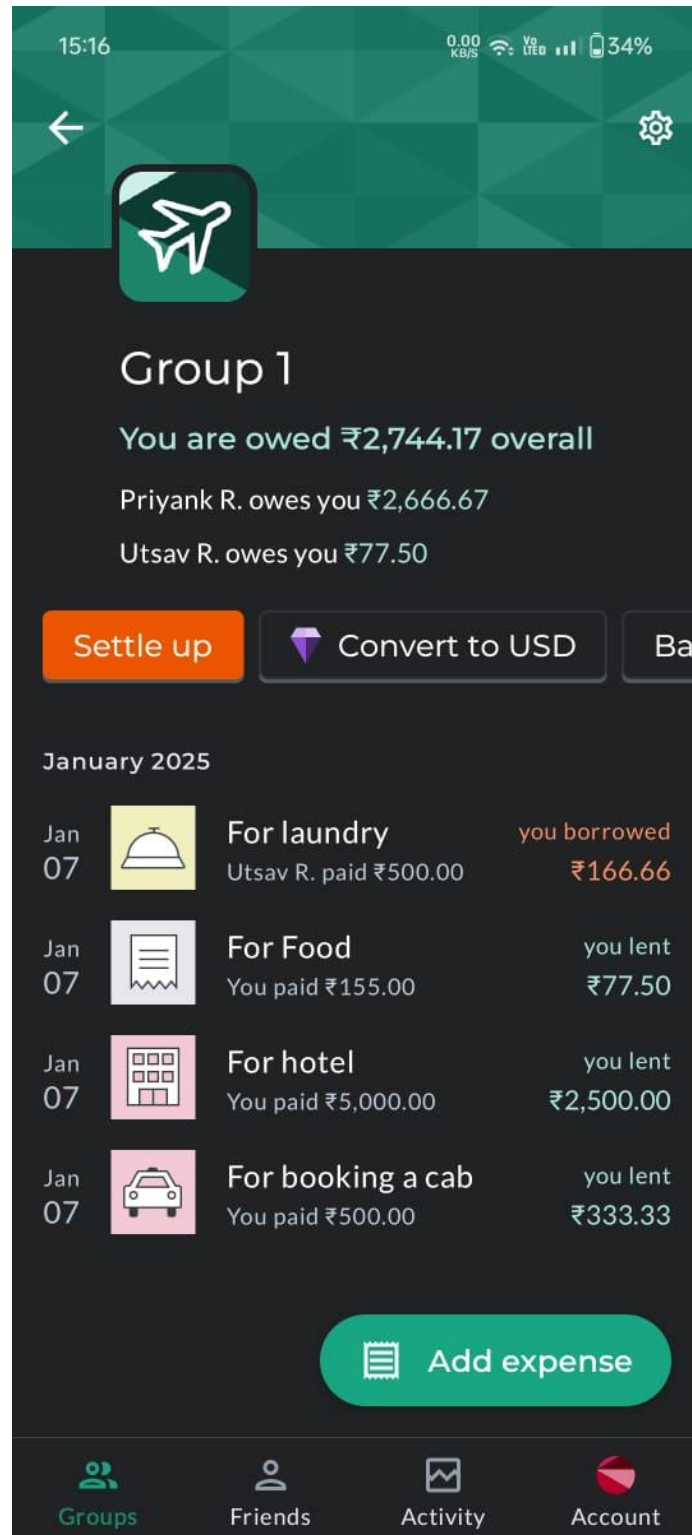 15:16 0.00 KB/S Vo LTED 34%
Group 1
You are owed ₹2,744.17 overall
Priyank R. owes you ₹2,666.67
Utsav R. owes you ₹77.50
Settle up Convert to USD Ba
January 2025
Jan 07 For laundry you borrowed
Utsav R. paid ₹500.00 ₹166.66
Jan 07 For Food you lent
You paid ₹155.00 ₹77.50
Jan 07 For hotel you lent
You paid ₹5,000.00 ₹2,500.00
Jan 07 For booking a cab you lent
You paid ₹500.00 ₹333.33
Add expense
Groups Friends Activity Account